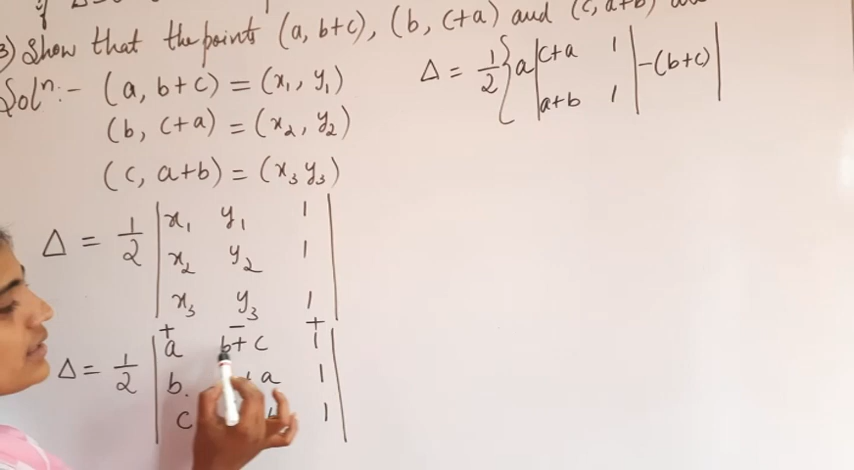 if Δ =
3) Show that the points (a, b+c), (b, c+a) and (c, a+b)
Solⁿ:- (a, b+c) = (x₁, y₁)
(b, c+a) = (x₂, y₂)
(c, a+b) = (x₃ y₃)
Δ = 1/2 | x₁ y₁ 1 |
| x₂ y₂ 1 |
| x₃ y₃ 1 |
+ − +
Δ = 1/2 | a b+c 1 |
| b a 1 |
| c 1 |
Δ = 1/2 { a | c+a 1 | −(b+c) |
| a+b 1 |